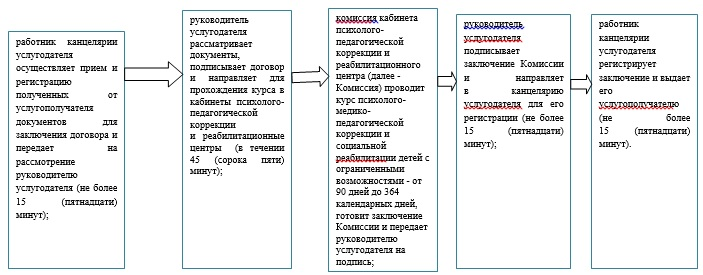 работник канцелярии
услугодателя
осуществляет прием и
регистрацию
полученных от
услугополучателя
документов для
заключения договора и
передает на
рассмотрение
руководителю
услугодателя (не более
15 (пятнадцати)
минут);
руководитель
услугодателя
рассматривает
документы,
подписывает договор
и направляет для
прохождения курса в
кабинеты психолого-
педагогической
коррекции
и реабилитационные
центры (в течении
45 (сорока пяти)
минут);
комиссия кабинета
психолого-
педагогической
коррекции и
реабилитационного
центра (далее -
Комиссия) проводит
курс психолого-
медико-
педагогической
коррекции и
социальной
реабилитации детей с
ограниченными
возможностями - от
90 дней до 364
календарных дней,
готовит заключение
Комиссии и передает
руководителю
услугодателя на
подпись;
руководитель
услугодателя
подписывает
заключение Комиссии
и направляет
в канцелярию
услугодателя для его
регистрации (не более
15 (пятнадцати)
минут);
работник
канцелярии
услугодателя
регистрирует
заключение и выдает
его
услугополучателю
(не более
15 (пятнадцати)
минут).